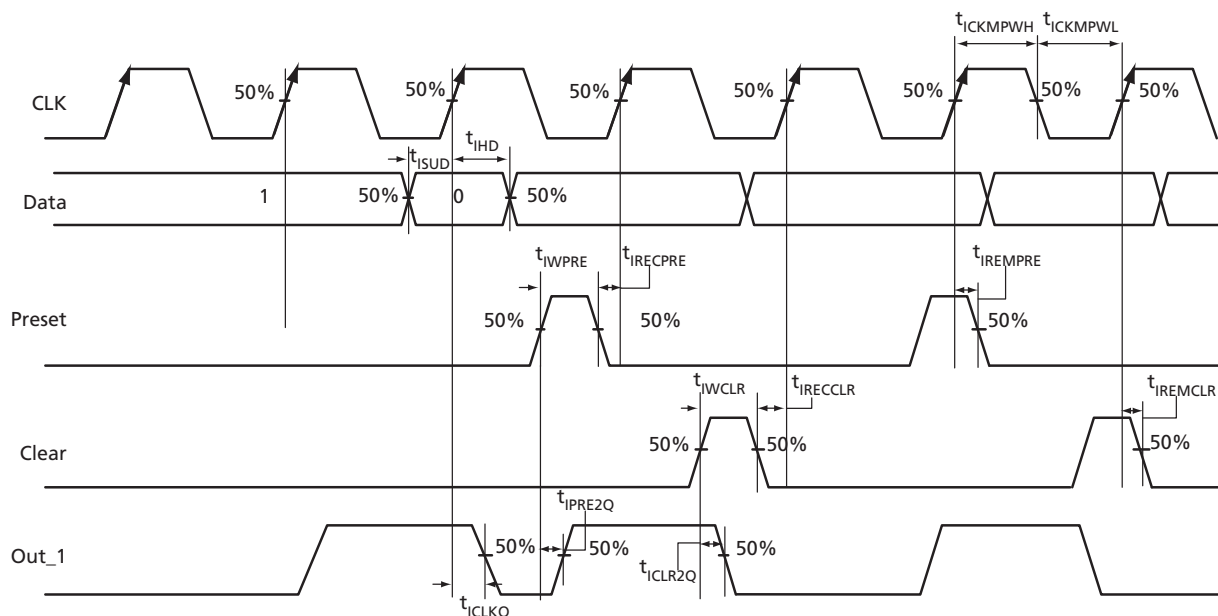 tICKMPWH tICKMPWL
CLK 50% 50% 50% 50% 50% 50% 50%
tISUD tIHD
Data 1 50% 0 50%
tIWPRE tIRECPRE tIREMPRE
Preset 50% 50% 50%
tIWCLR tIRECCLR tIREMCLR
Clear 50% 50% 50%
tIPRE2Q
Out_1 50% 50% 50%
tICLR2Q
tICLKQ